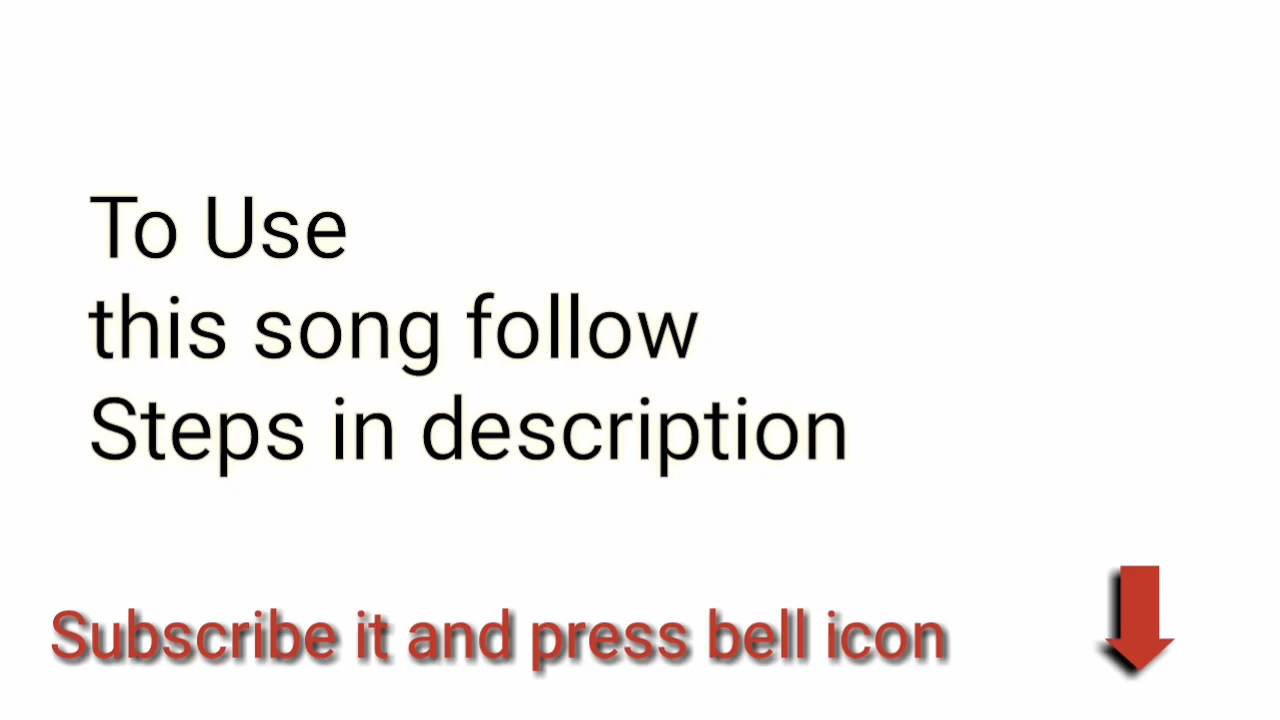 To Use
this song follow
Steps in description
Subscribe it and press bell icon